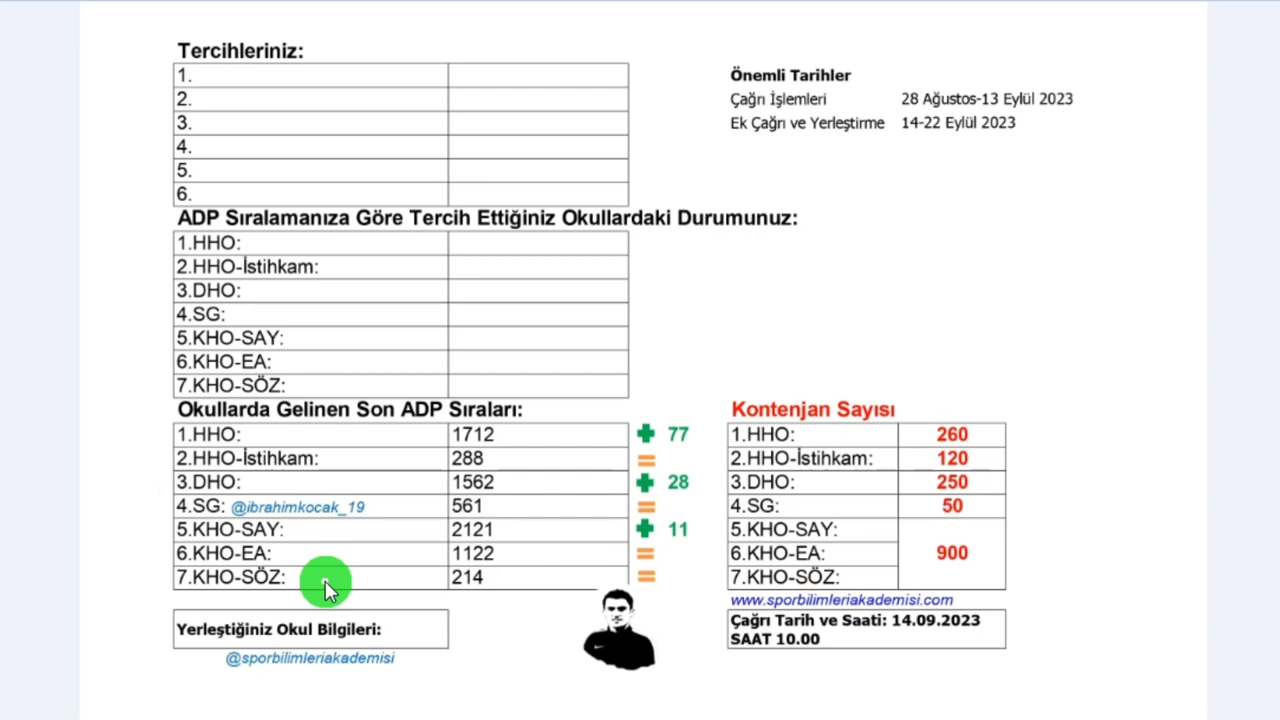 Tercihleriniz:
1.
2.
3.
4.
5.
6.
Önemli Tarihler
Çağrı İşlemleri 28 Ağustos-13 Eylül 2023
Ek Çağrı ve Yerleştirme 14-22 Eylül 2023
ADP Sıralamanıza Göre Tercih Ettiğiniz Okullardaki Durumunuz:
1.HHO:
2.HHO-İstihkam:
3.DHO:
4.SG:
5.KHO-SAY:
6.KHO-EA:
7.KHO-SÖZ:
Okullarda Gelinen Son ADP Sıraları:
1.HHO: 1712 + 77
2.HHO-İstihkam: 288 =
3.DHO: 1562 + 28
4.SG: @ibrahimkocak_19 561 =
5.KHO-SAY: 2121 + 11
6.KHO-EA: 1122 =
7.KHO-SÖZ: 214 =
Kontenjan Sayısı
1.HHO: 260
2.HHO-İstihkam: 120
3.DHO: 250
4.SG: 50
5.KHO-SAY:
6.KHO-EA: 900
7.KHO-SÖZ:
www.sporbilimleriakademisi.com
Yerleştiğiniz Okul Bilgileri:
@sporbilimleriakademisi
Çağrı Tarih ve Saati: 14.09.2023
SAAT 10.00